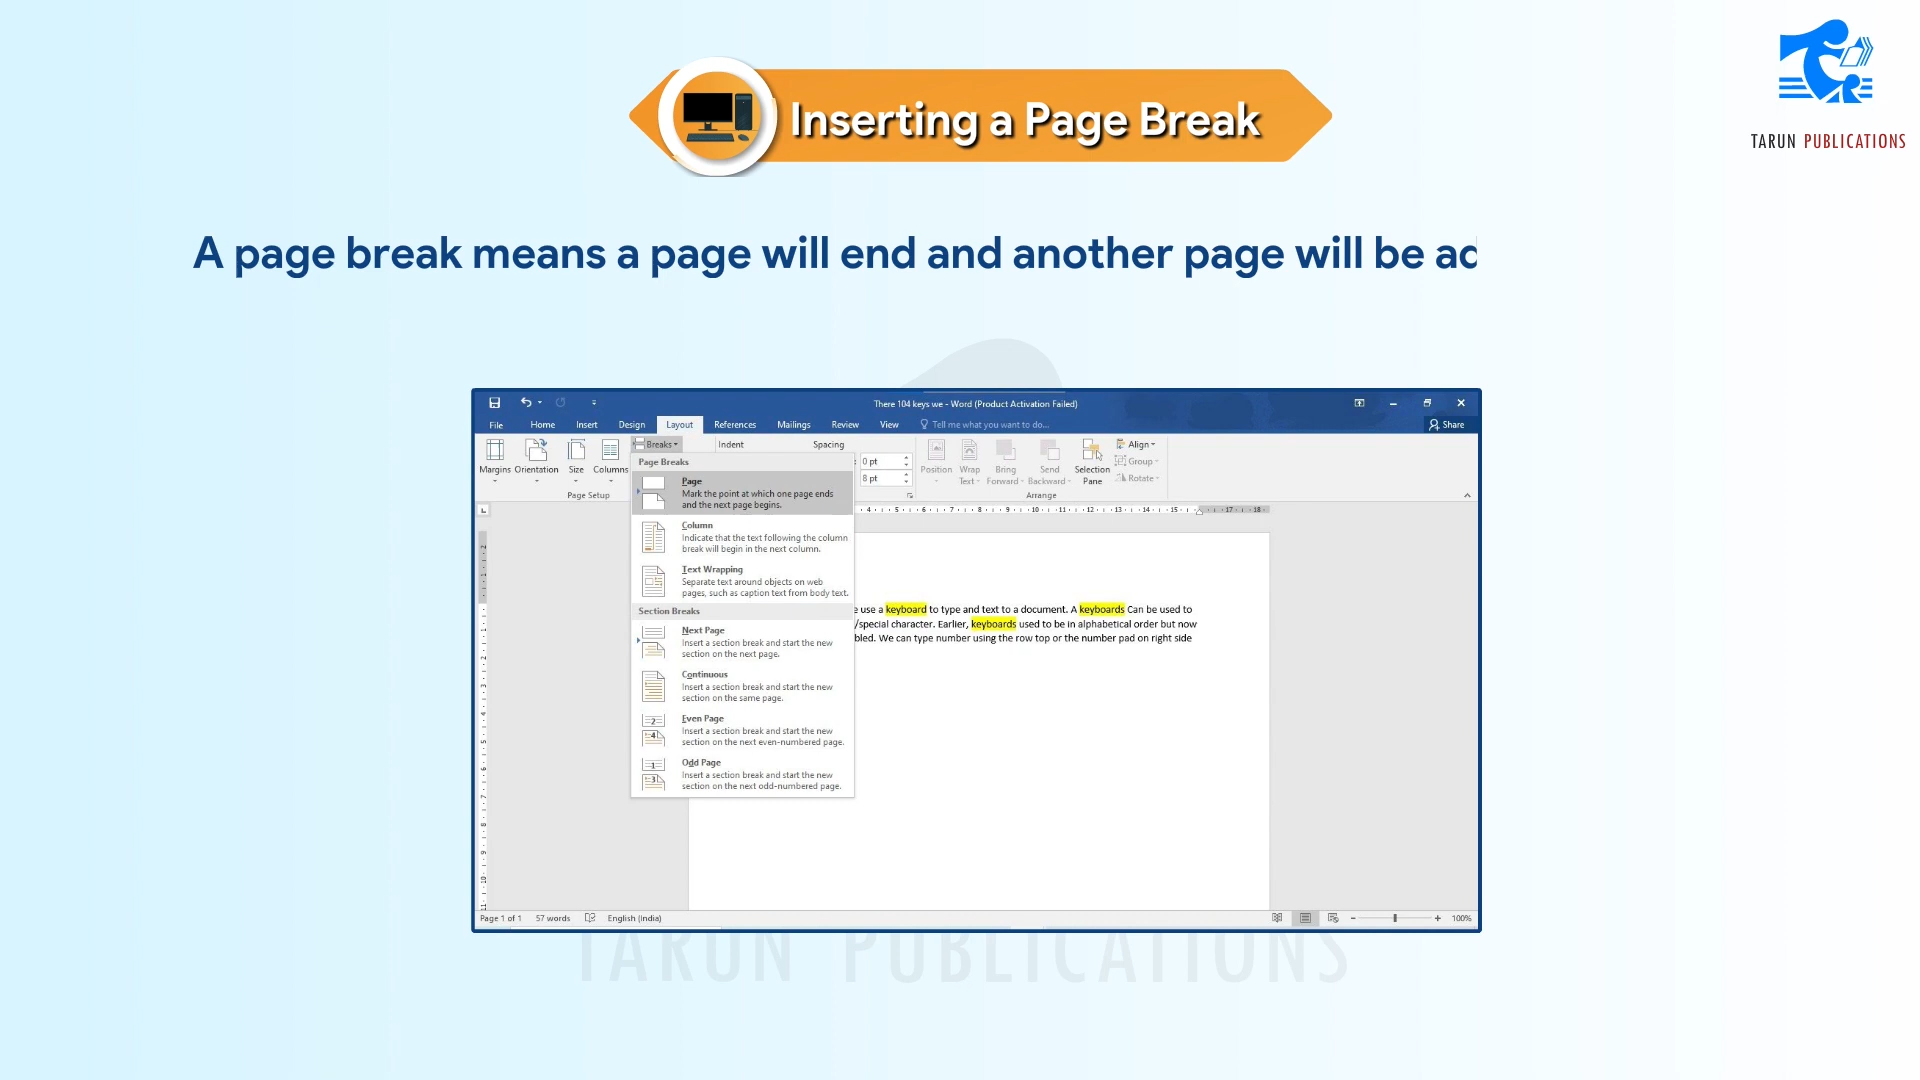 Inserting a Page Break
TARUN PUBLICATIONS
A page break means a page will end and another page will be
There 104 keys we - Word (Product Activation Failed)
File Home Insert Design Layout References Mailings Review View Tell me what you want to do... Share
Margins Orientation Size Columns
Breaks
Page Setup
Indent Spacing
0 pt
8 pt
Position Wrap Text Bring Forward Send Backward Selection Pane
Align
Group
Rotate
Arrange
Page Breaks
Page
Mark the point at which one page ends
and the next page begins.
Column
Indicate that the text following the column
break will begin in the next column.
Text Wrapping
Separate text around objects on web
pages, such as caption text from body text.
Section Breaks
Next Page
Insert a section break and start the new
section on the next page.
Continuous
Insert a section break and start the new
section on the same page.
Even Page
Insert a section break and start the new
section on the next even-numbered page.
Odd Page
Insert a section break and start the new
section on the next odd-numbered page.
use a keyboard to type and text to a document. A keyboards Can be used to
/special character. Earlier, keyboards used to be in alphabetical order but now
bled. We can type number using the row top or the number pad on right side
Page 1 of 1 57 words English (India) 100%
TARUN PUBLICATIONS